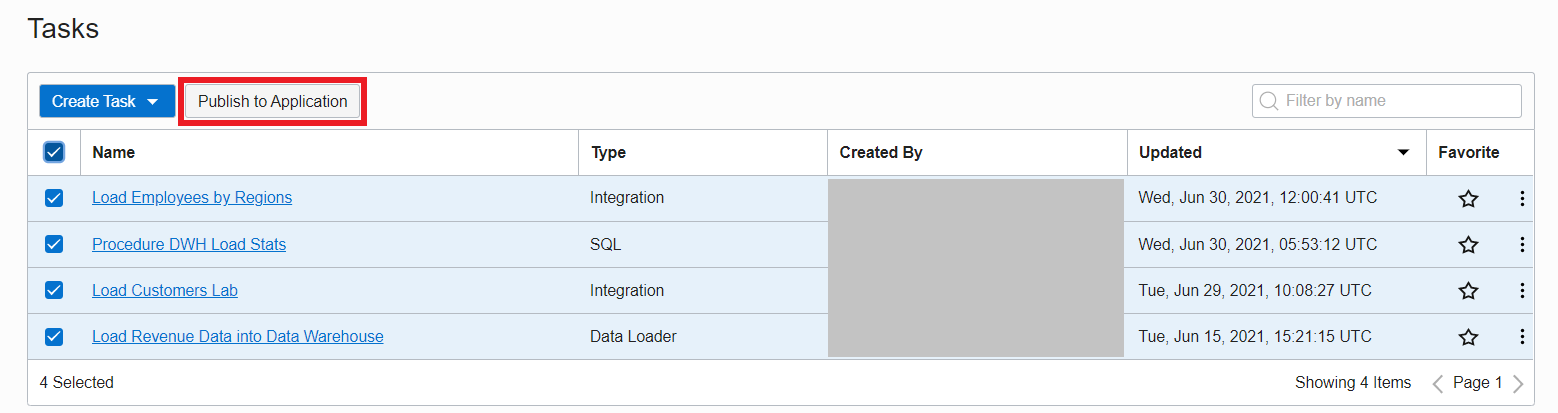 Tasks
Create Task Publish to Application Filter by name
Name Type Created By Updated Favorite
Load Employees by Regions Integration Wed, Jun 30, 2021, 12:00:41 UTC
Procedure DWH Load Stats SQL Wed, Jun 30, 2021, 05:53:12 UTC
Load Customers Lab Integration Tue, Jun 29, 2021, 10:08:27 UTC
Load Revenue Data into Data Warehouse Data Loader Tue, Jun 15, 2021, 15:21:15 UTC
4 Selected Showing 4 Items Page 1